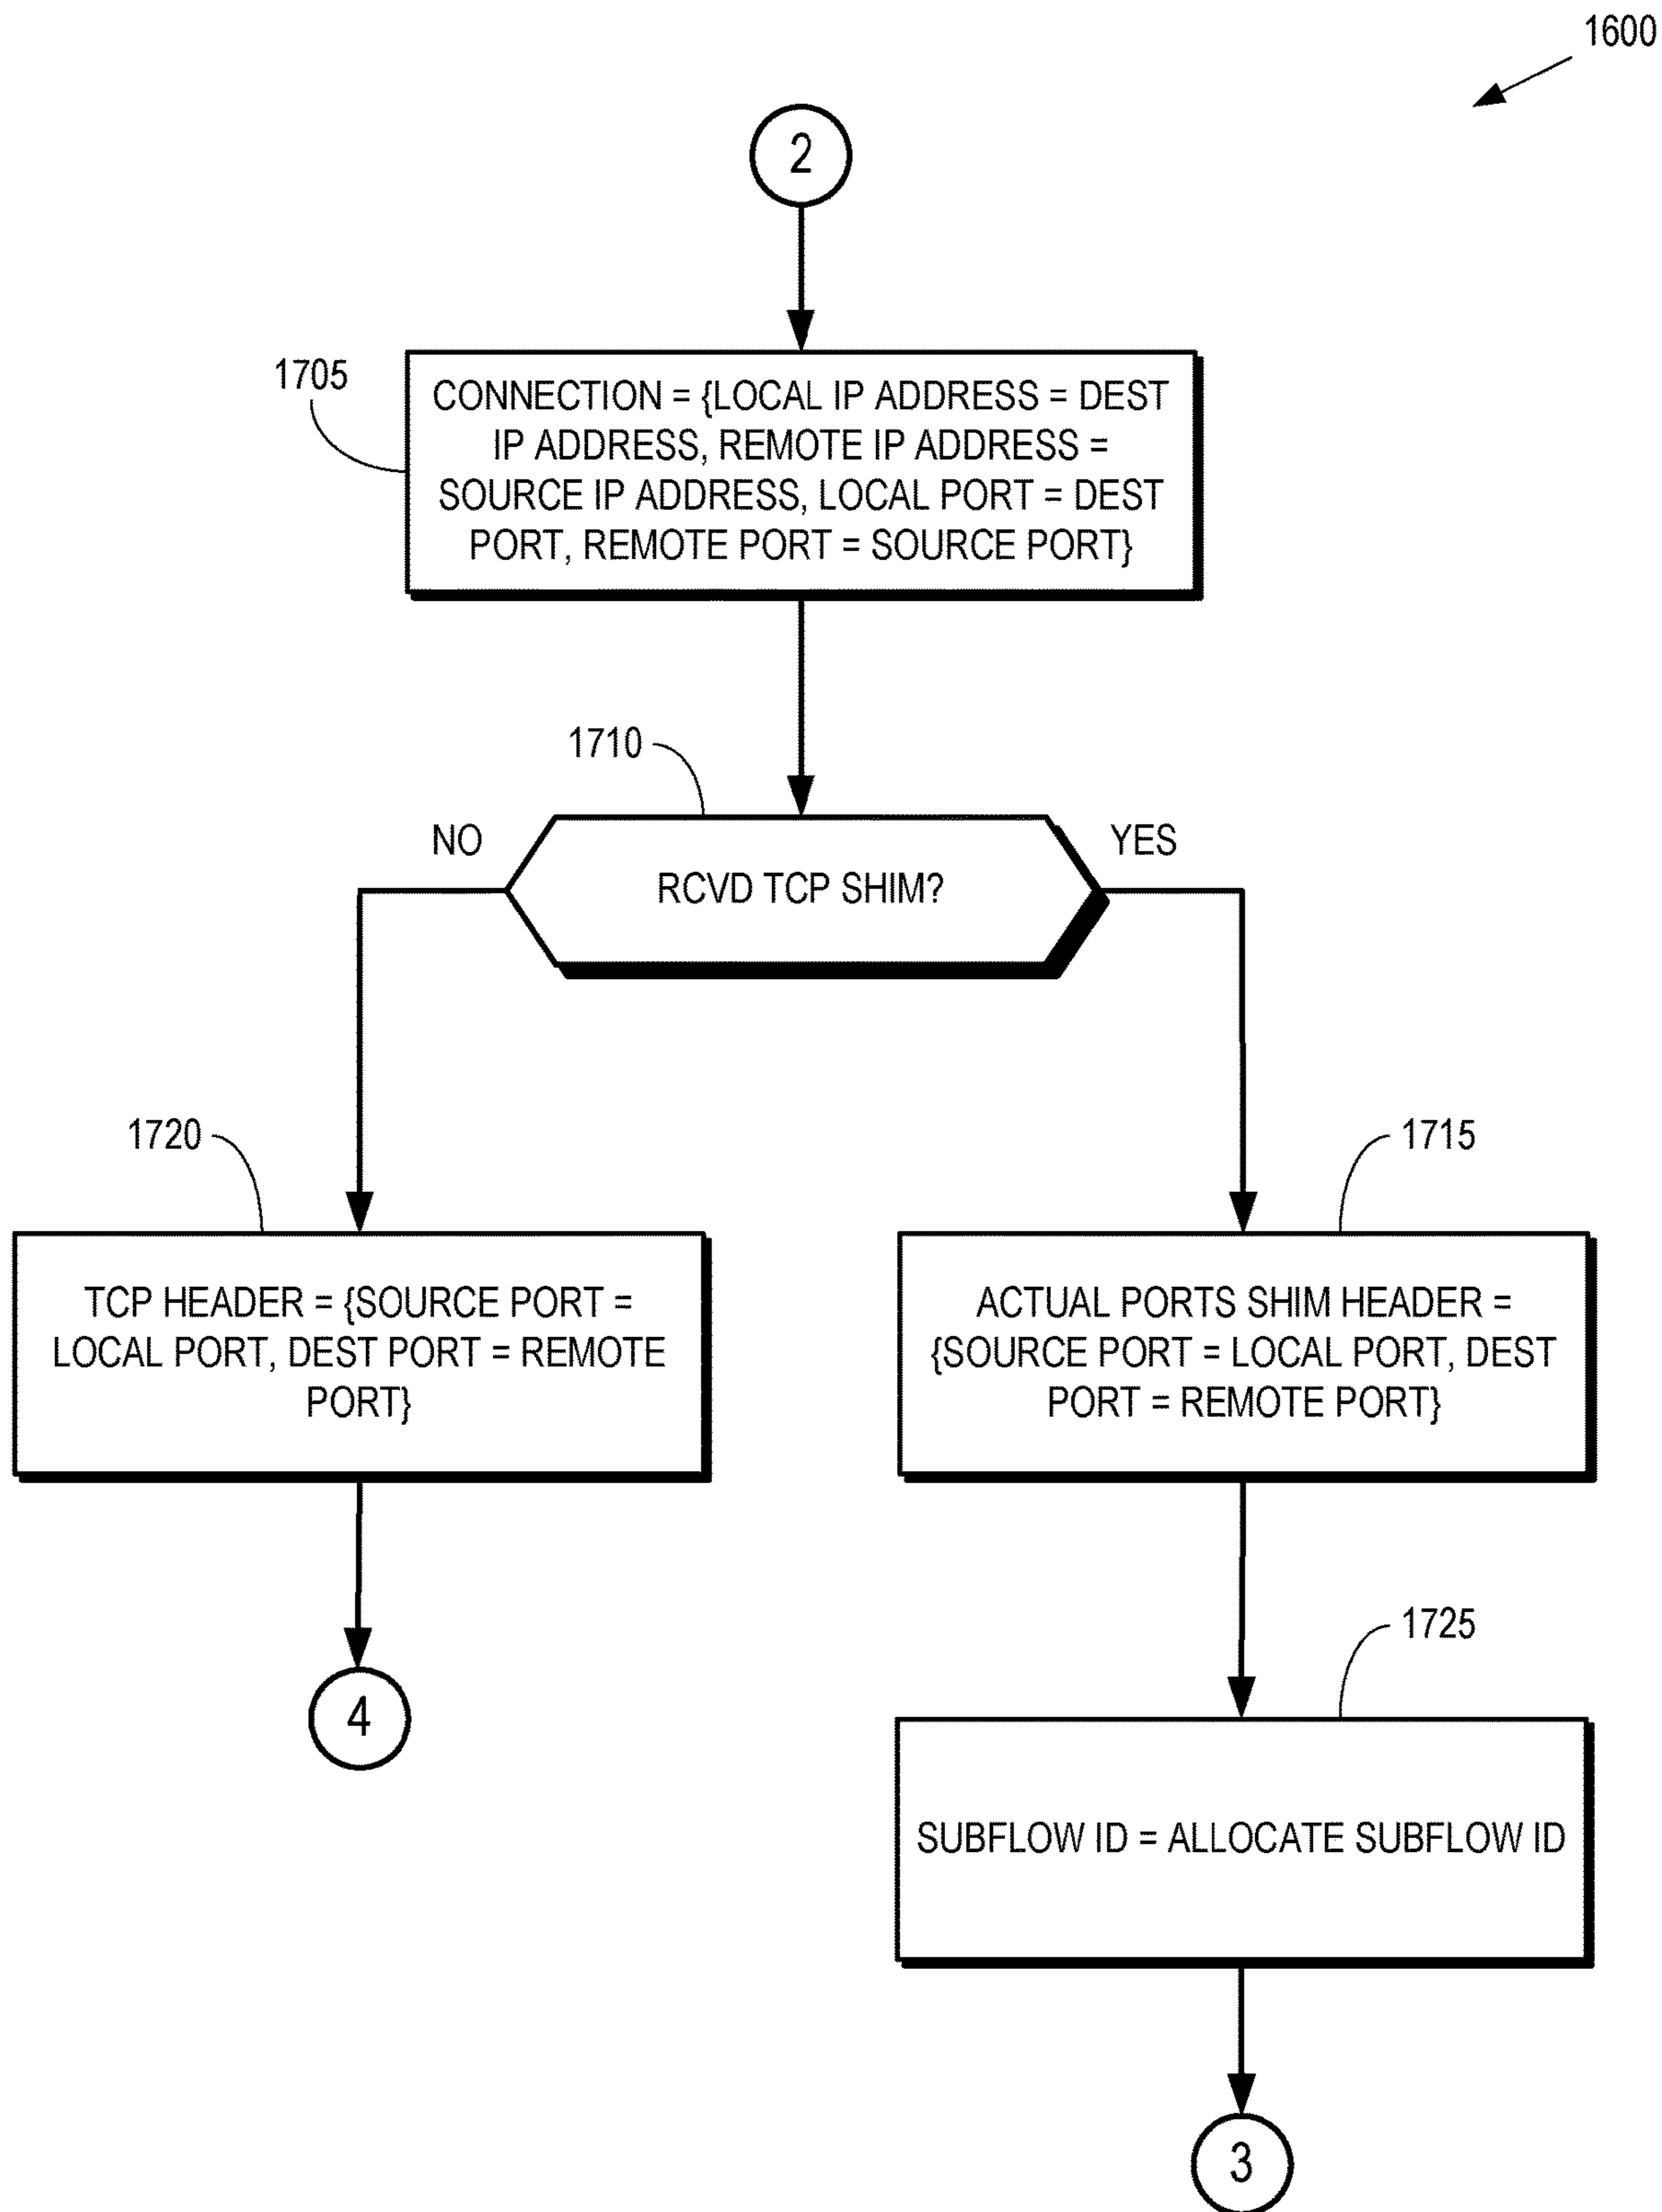 1600
2
1705
CONNECTION = {LOCAL IP ADDRESS = DEST
IP ADDRESS, REMOTE IP ADDRESS =
SOURCE IP ADDRESS, LOCAL PORT = DEST
PORT, REMOTE PORT = SOURCE PORT}
1710
NO
YES
RCVD TCP SHIM?
1720
TCP HEADER = {SOURCE PORT =
LOCAL PORT, DEST PORT = REMOTE
PORT}
4
1715
ACTUAL PORTS SHIM HEADER =
{SOURCE PORT = LOCAL PORT, DEST
PORT = REMOTE PORT}
1725
SUBFLOW ID = ALLOCATE SUBFLOW ID
3